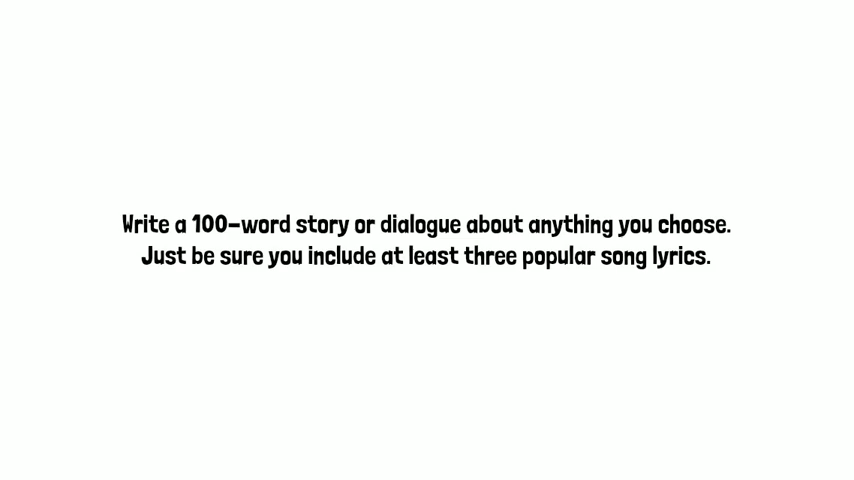 Write a 100-word story or dialogue about anything you choose.
Just be sure you include at least three popular song lyrics.